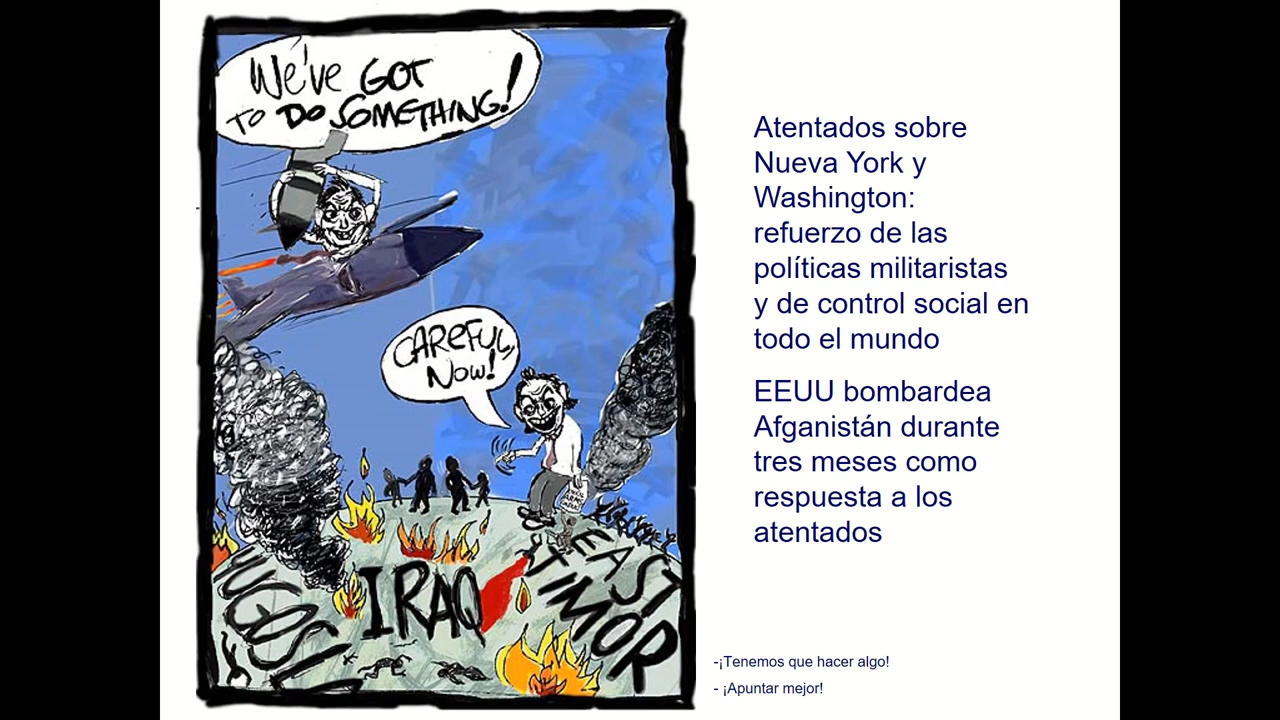 We've GOT
TO DO SOMETHING!
CAREFUL,
NOW!
YUGOSL
IRAQ
EAST
TIMOR
Atentados sobre
Nueva York y
Washington:
refuerzo de las
políticas militaristas
y de control social en
todo el mundo
EEUU bombardea
Afganistán durante
tres meses como
respuesta a los
atentados
-¡Tenemos que hacer algo!
- ¡Apuntar mejor!